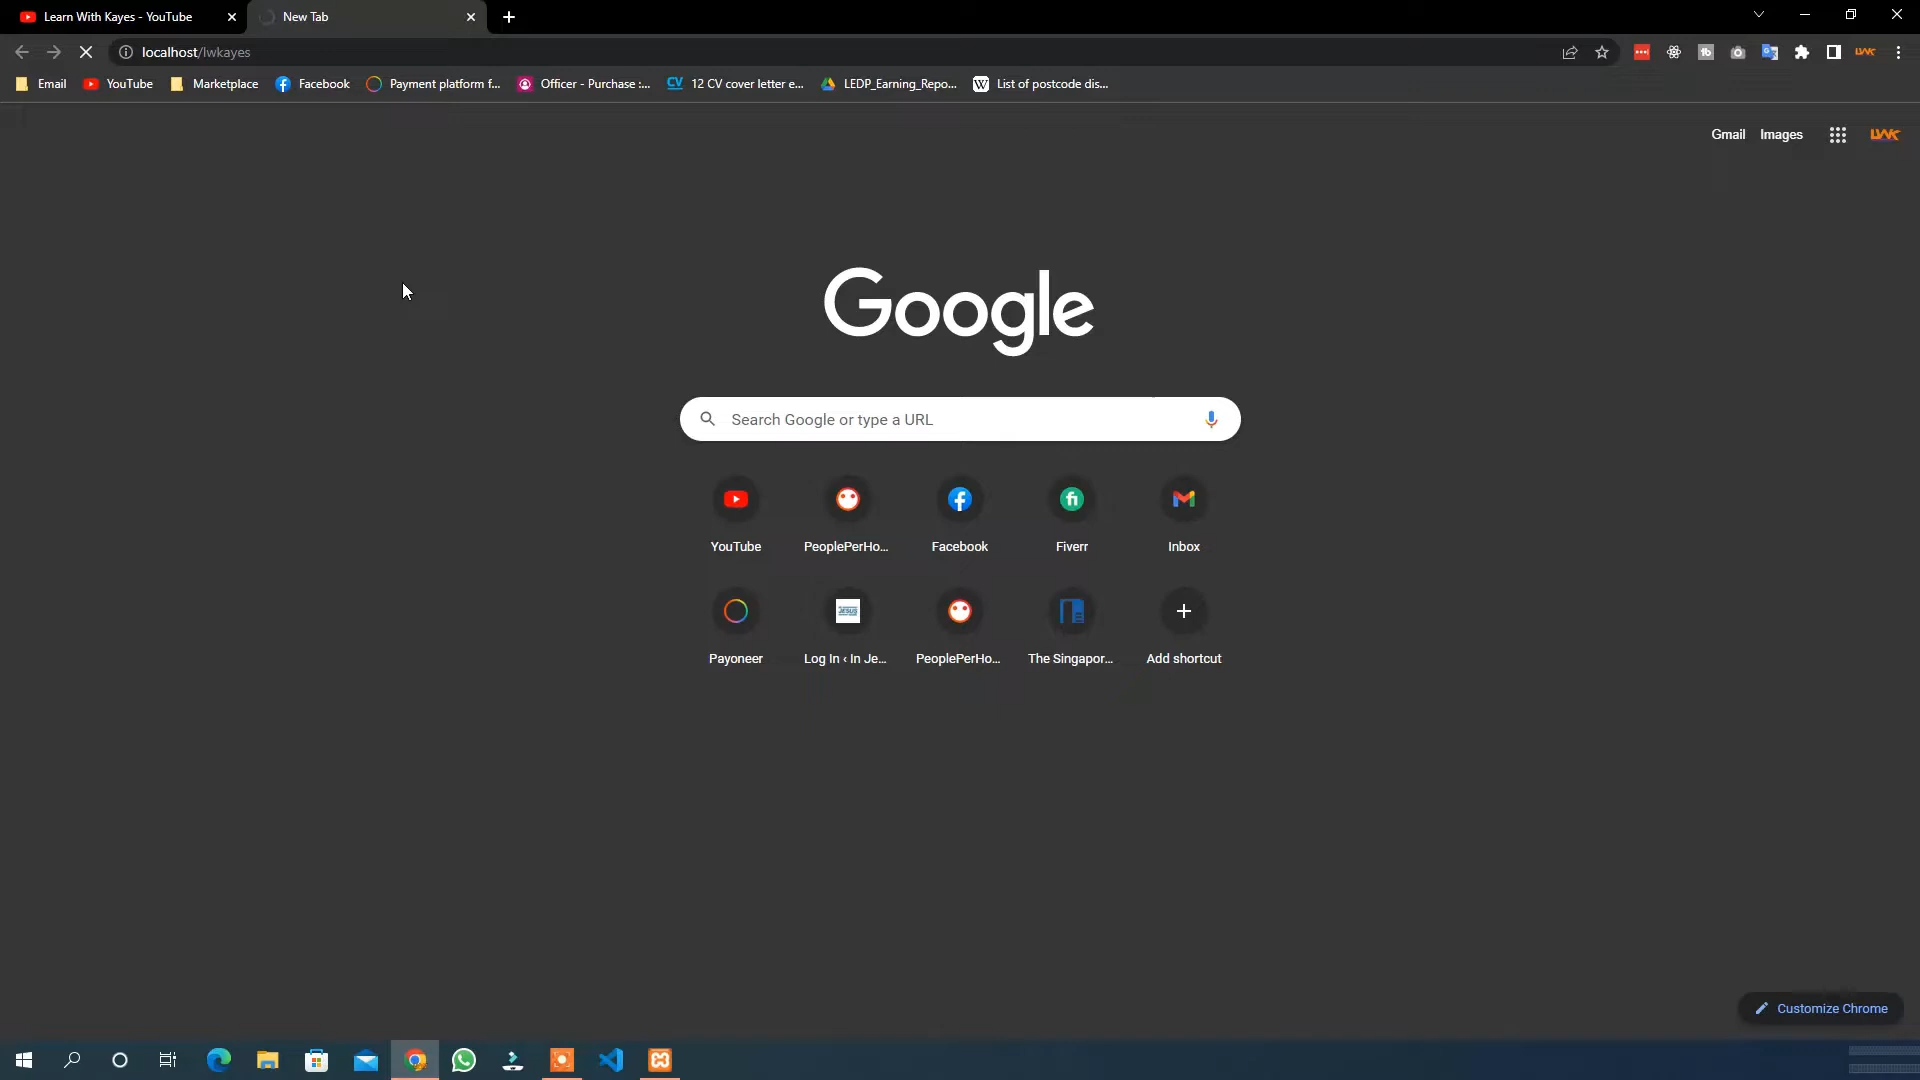 Learn With Kayes - YouTube
New Tab
localhost/lwkayes
Email
YouTube
Marketplace
Facebook
Payment platform f...
Officer - Purchase :...
CV
12 CV cover letter e...
LEDP_Earning_Repo...
W
List of postcode dis...
Gmail
Images
LWK
Google
Search Google or type a URL
YouTube
PeoplePerHo...
Facebook
Fiverr
Inbox
Payoneer
Log In ‹ In Je...
PeoplePerHo...
The Singapor...
Add shortcut
Customize Chrome